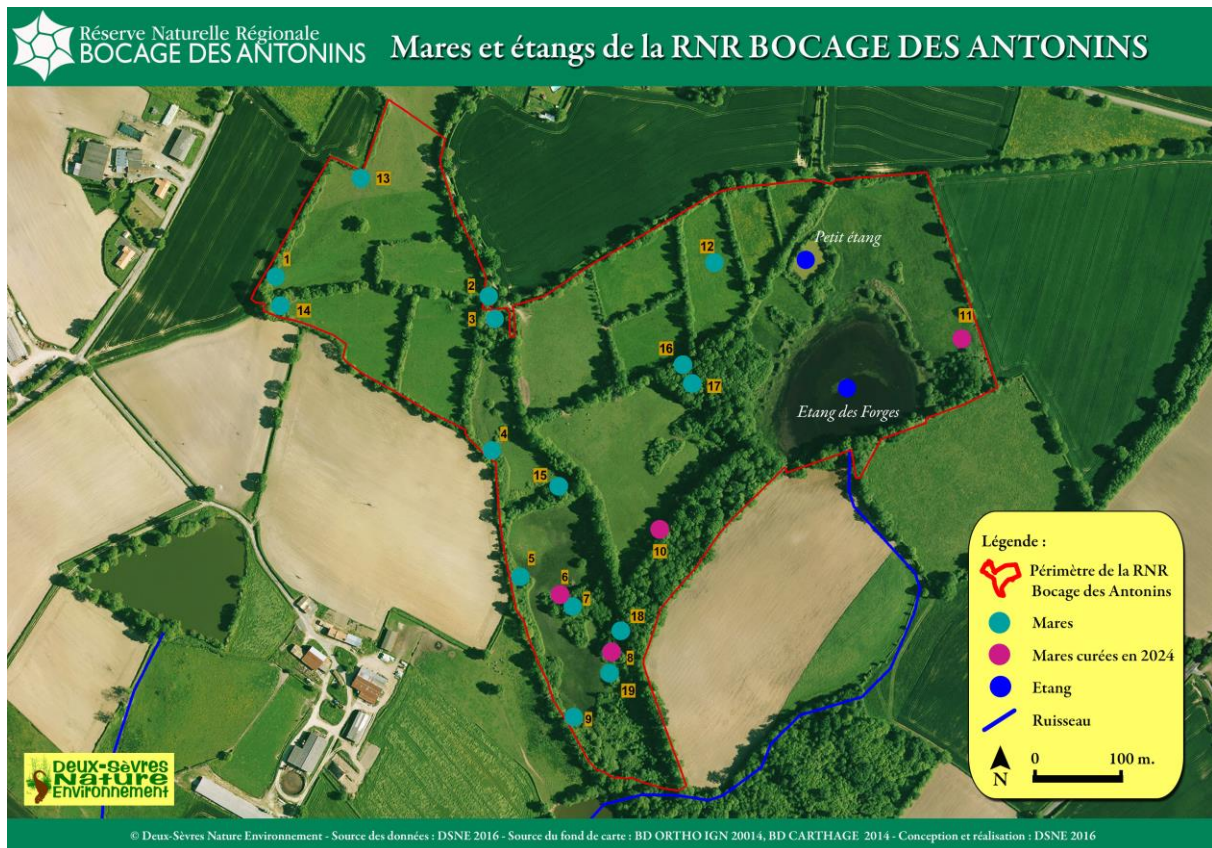 Réserve Naturelle Régionale
BOCAGE DES ANTONINS
Mares et étangs de la RNR BOCAGE DES ANTONINS
13
1
14
2
3
12
Petit étang
11
16
17
Etang des Forges
4
15
10
5
6
7
18
8
19
9
Légende :
Périmètre de la RNR
Bocage des Antonins
Mares
Mares curées en 2024
Etang
Ruisseau
N
0 100 m.
Deux-Sèvres
Nature
Environnement
© Deux-Sèvres Nature Environnement - Source des données : DSNE 2016 - Source du fond de carte : BD ORTHO IGN 20014, BD CARTHAGE 2014 - Conception et réalisation : DSNE 2016